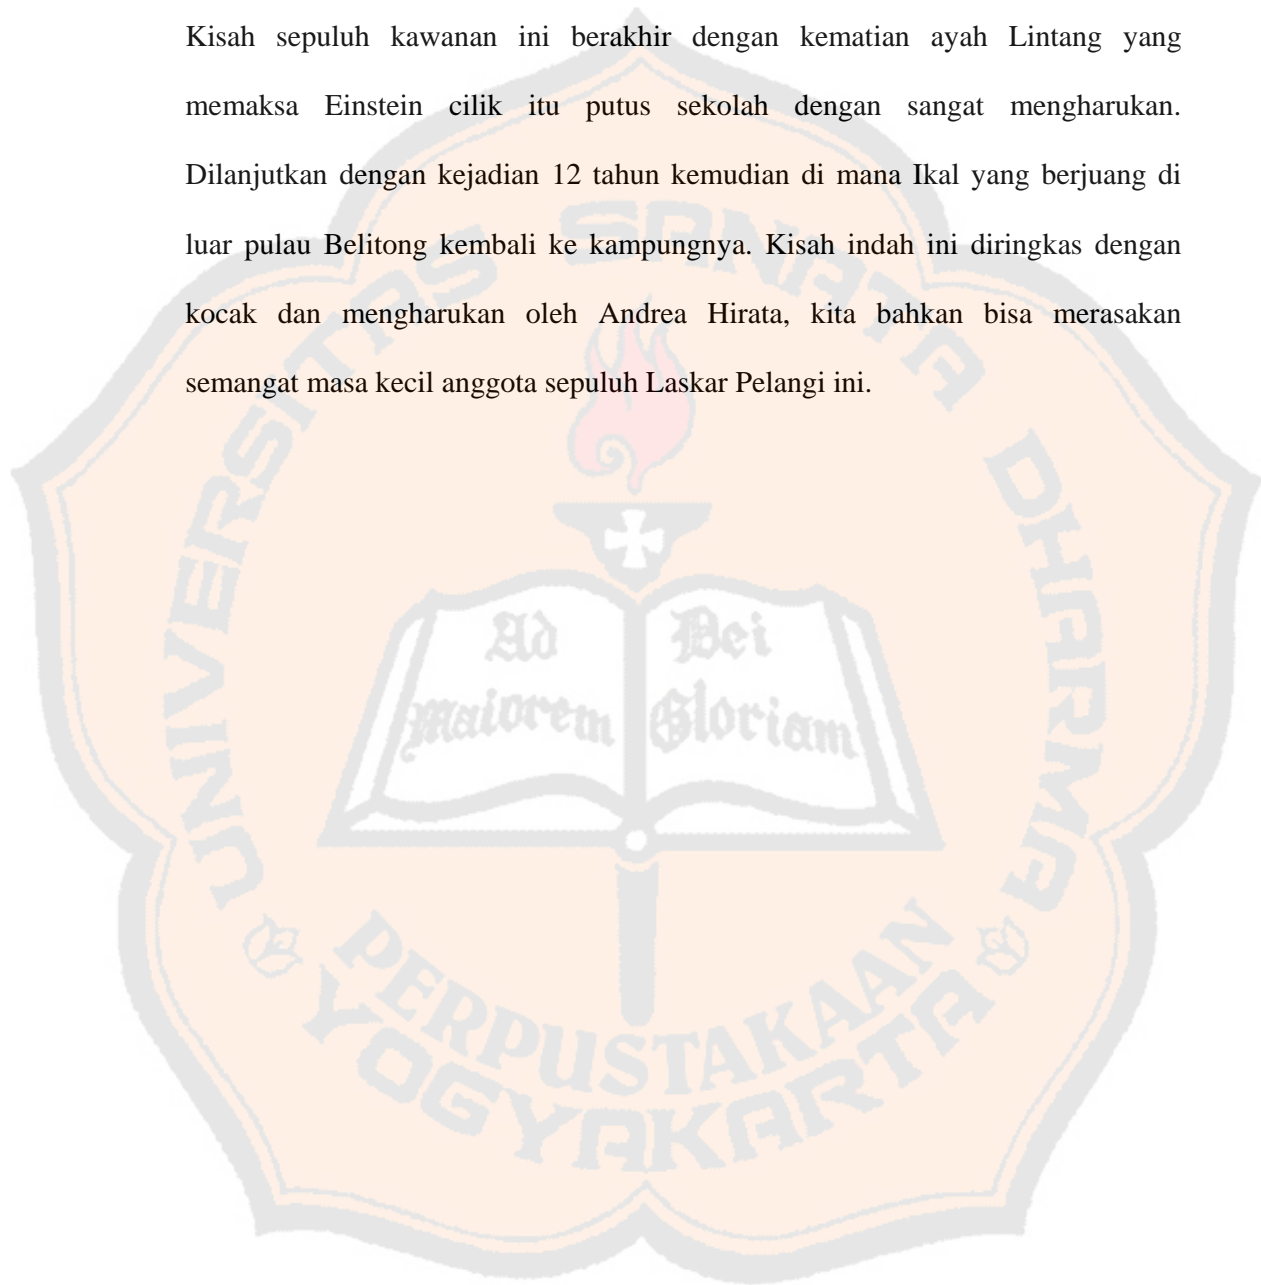 Kisah sepuluh kawanan ini berakhir dengan kematian ayah Lintang yang
memaksa Einstein cilik itu putus sekolah dengan sangat mengharukan.
Dilanjutkan dengan kejadian 12 tahun kemudian di mana Ikal yang berjuang di
luar pulau Belitong kembali ke kampungnya. Kisah indah ini diringkas dengan
kocak dan mengharukan oleh Andrea Hirata, kita bahkan bisa merasakan
semangat masa kecil anggota sepuluh Laskar Pelangi ini.
UNIVERSITAS SANATA DHARMA
Ad Dei
Maiorem Gloriam
PERPUSTAKAAN
YOGYAKARTA